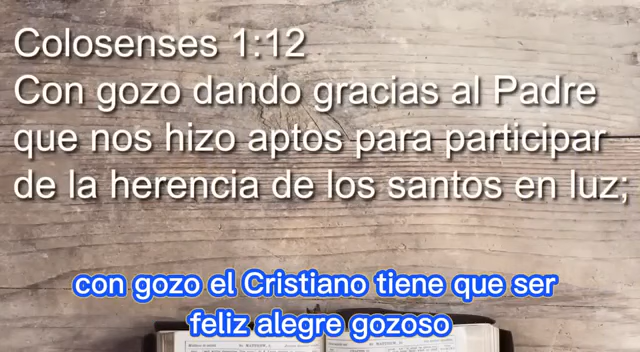 Colosenses 1:12
Con gozo dando gracias al Padre
que nos hizo aptos para participar
de la herencia de los santos en luz;
con gozo el Cristiano tiene que ser
feliz alegre gozoso